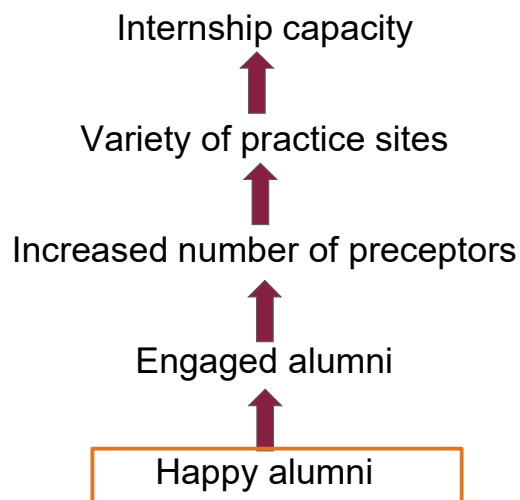 Internship capacity
Variety of practice sites
Increased number of preceptors
Engaged alumni
Happy alumni